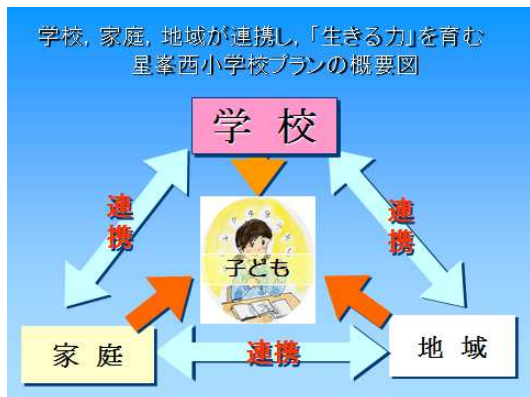 学校，家庭，地域が連携し，「生きる力」を育む
星峯西小学校プランの概要図
学 校
連携
連携
子ども
家 庭
連携
地 域